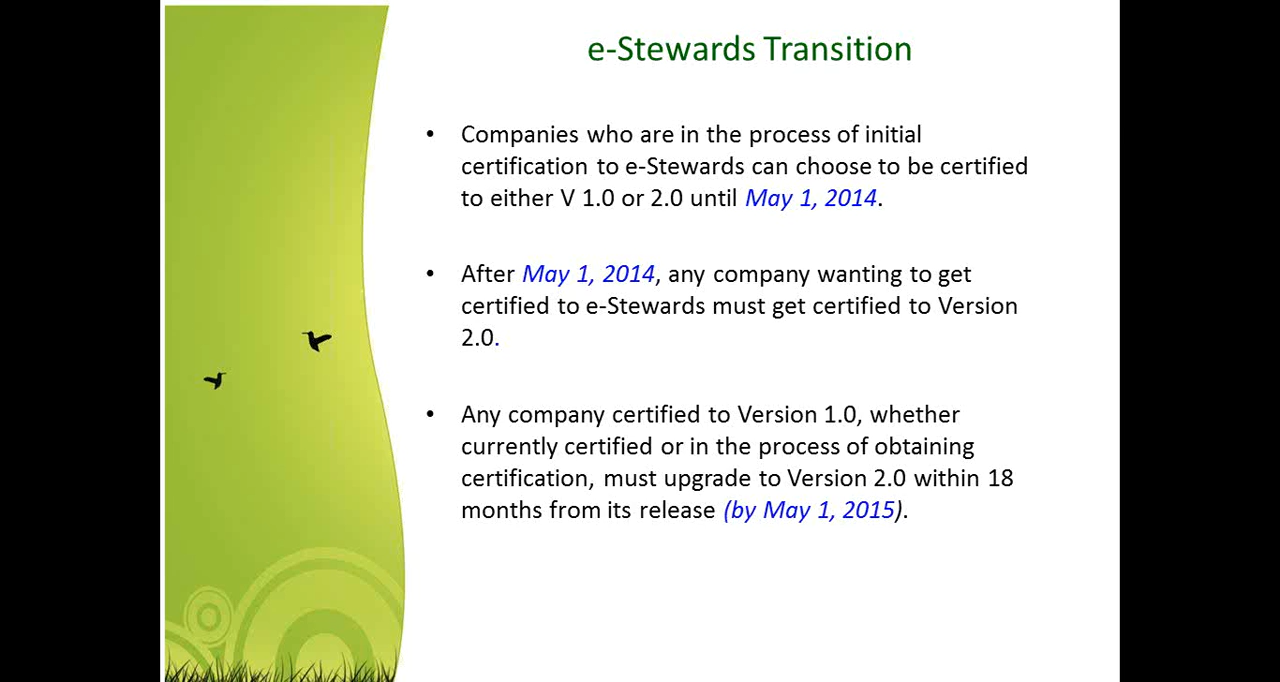 e-Stewards Transition
• Companies who are in the process of initial
certification to e-Stewards can choose to be certified
to either V 1.0 or 2.0 until May 1, 2014.
• After May 1, 2014, any company wanting to get
certified to e-Stewards must get certified to Version
2.0.
• Any company certified to Version 1.0, whether
currently certified or in the process of obtaining
certification, must upgrade to Version 2.0 within 18
months from its release (by May 1, 2015).